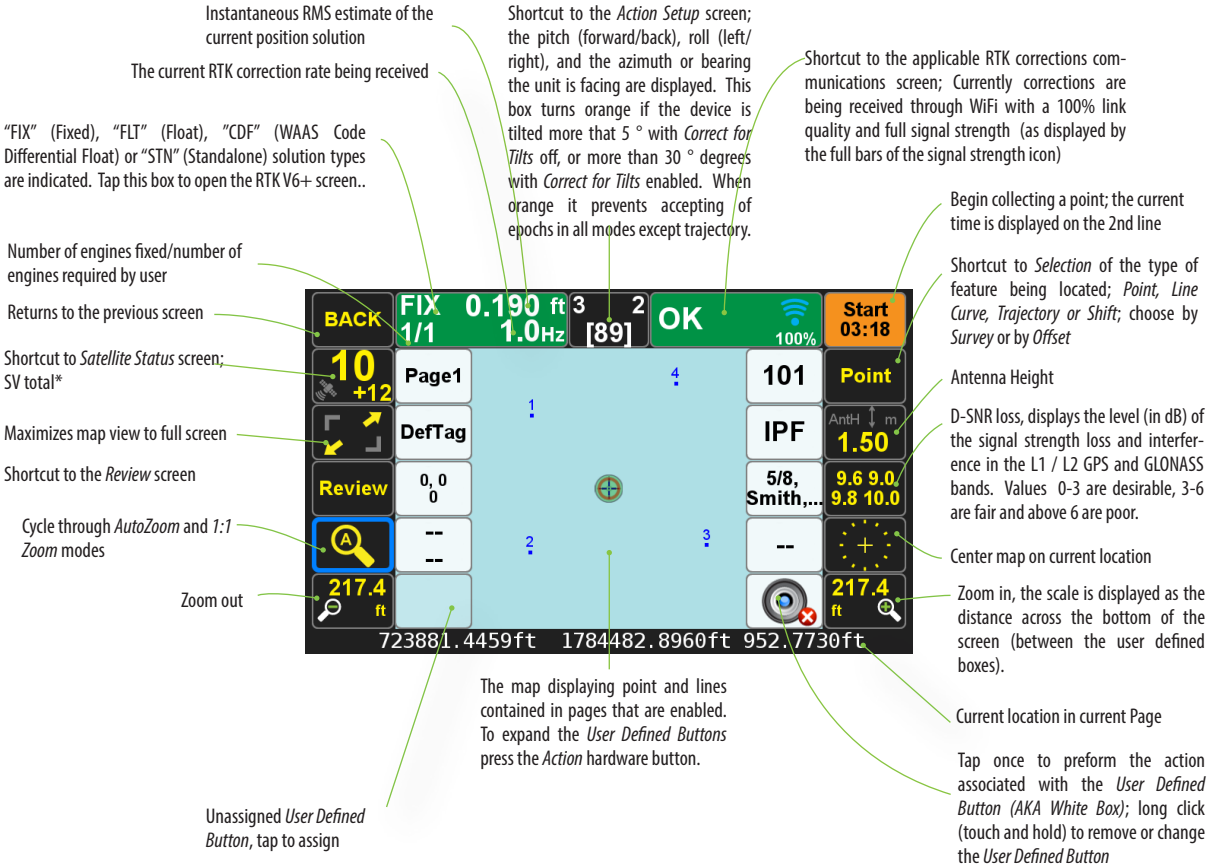 Instantaneous RMS estimate of the
current position solution
The current RTK correction rate being received
"FIX" (Fixed), "FLT" (Float), "CDF" (WAAS Code
Differential Float) or "STN" (Standalone) solution types
are indicated. Tap this box to open the RTK V6+ screen..
Number of engines fixed/number of
engines required by user
Returns to the previous screen
Shortcut to Satellite Status screen;
SV total*
Maximizes map view to full screen
Shortcut to the Review screen
Cycle through AutoZoom and 1:1
Zoom modes
Zoom out
Shortcut to the Action Setup screen;
the pitch (forward/back), roll (left/
right), and the azimuth or bearing
the unit is facing are displayed. This
box turns orange if the device is
tilted more that 5 ° with Correct for
Tilts off, or more than 30 ° degrees
with Correct for Tilts enabled. When
orange it prevents accepting of
epochs in all modes except trajectory.
Shortcut to the applicable RTK corrections com-
munications screen; Currently corrections are
being received through WiFi with a 100% link
quality and full signal strength (as displayed by
the full bars of the signal strength icon)
Begin collecting a point; the current
time is displayed on the 2nd line
Shortcut to Selection of the type of
feature being located; Point, Line
Curve, Trajectory or Shift; choose by
Survey or by Offset
Antenna Height
D-SNR loss, displays the level (in dB) of
the signal strength loss and interfer-
ence in the L1 / L2 GPS and GLONASS
bands. Values 0-3 are desirable, 3-6
are fair and above 6 are poor.
Center map on current location
Zoom in, the scale is displayed as the
distance across the bottom of the
screen (between the user defined
boxes).
Current location in current Page
Tap once to preform the action
associated with the User Defined
Button (AKA White Box); long click
(touch and hold) to remove or change
the User Defined Button
BACK
FIX 0.190 ft
1/1 1.0Hz
3 2
[89]
OK
100%
Start
03:18
10
+12
Page1
4
101
Point
1
DefTag
IPF
AntH m
1.50
Review
0, 0
0
5/8,
Smith,...
9.6 9.0
9.8 10.0
A
--
--
2
3
--
217.4
ft
217.4
ft
723881.4459ft 1784482.8960ft 952.7730ft
The map displaying point and lines
contained in pages that are enabled.
To expand the User Defined Buttons
press the Action hardware button.
Unassigned User Defined
Button, tap to assign